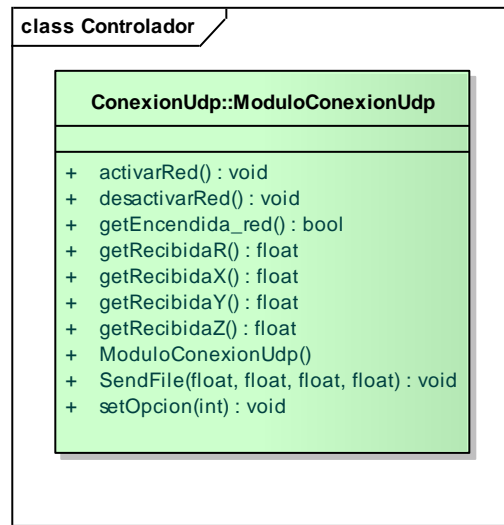 class Controlador
ConexionUdp::ModuloConexionUdp
+ activarRed() : void
+ desactivarRed() : void
+ getEncendida_red() : bool
+ getRecibidaR() : float
+ getRecibidaX() : float
+ getRecibidaY() : float
+ getRecibidaZ() : float
+ ModuloConexionUdp()
+ SendFile(float, float, float, float) : void
+ setOpcion(int) : void